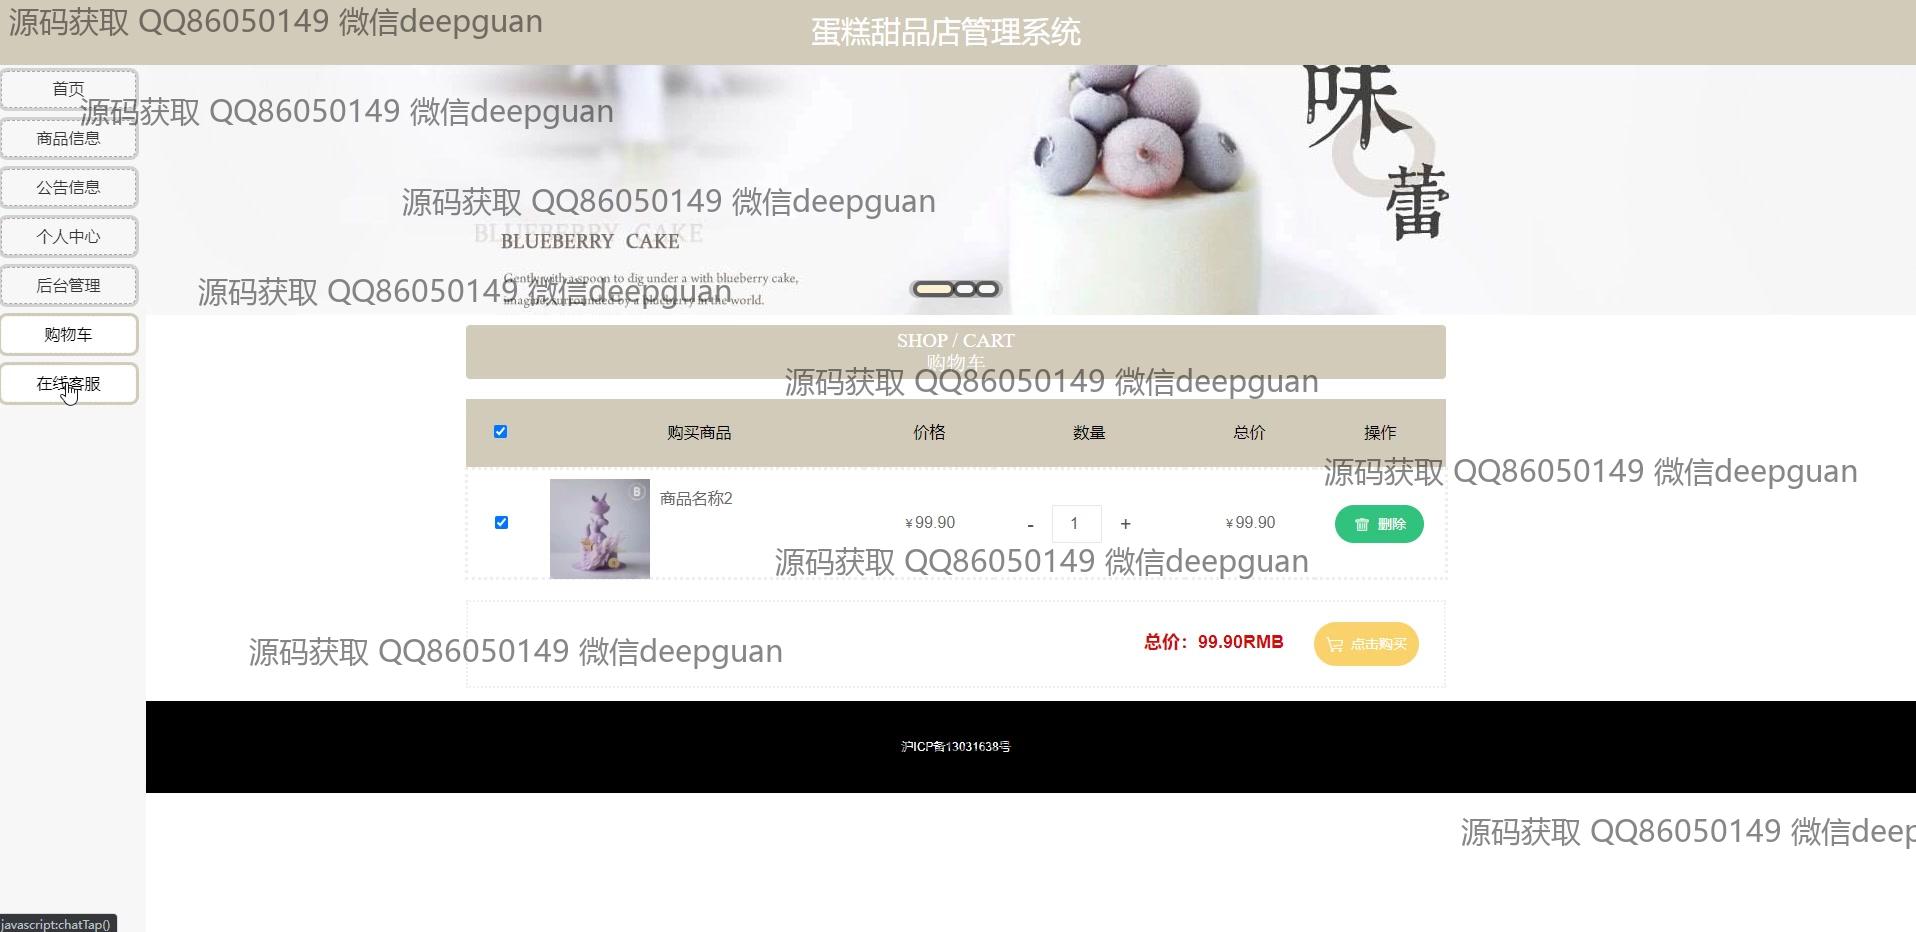 源码获取 QQ86050149 微信deepguan
蛋糕甜品店管理系统
首页
源码获取 QQ86050149 微信deepguan
味蕾
商品信息
公告信息
源码获取 QQ86050149 微信deepguan
个人中心
BLUEBERRY CAKE
BLUEBERRY CAKE
后台管理
Gently with a spoon to dig under a with blueberry cake,
源码获取 QQ86050149 微信deepguan
imagine surrounded by a blueberry in the world.
购物车
SHOP / CART
购物车
在线客服
源码获取 QQ86050149 微信deepguan
购买商品 价格 数量 总价 操作
源码获取 QQ86050149 微信deepguan
B
商品名称2
¥99.90 - 1 + ¥99.90 删除
源码获取 QQ86050149 微信deepguan
总价：99.90RMB 点击购买
源码获取 QQ86050149 微信deepguan
沪ICP备13031638号
源码获取 QQ86050149 微信deep
javascript:chatTap()